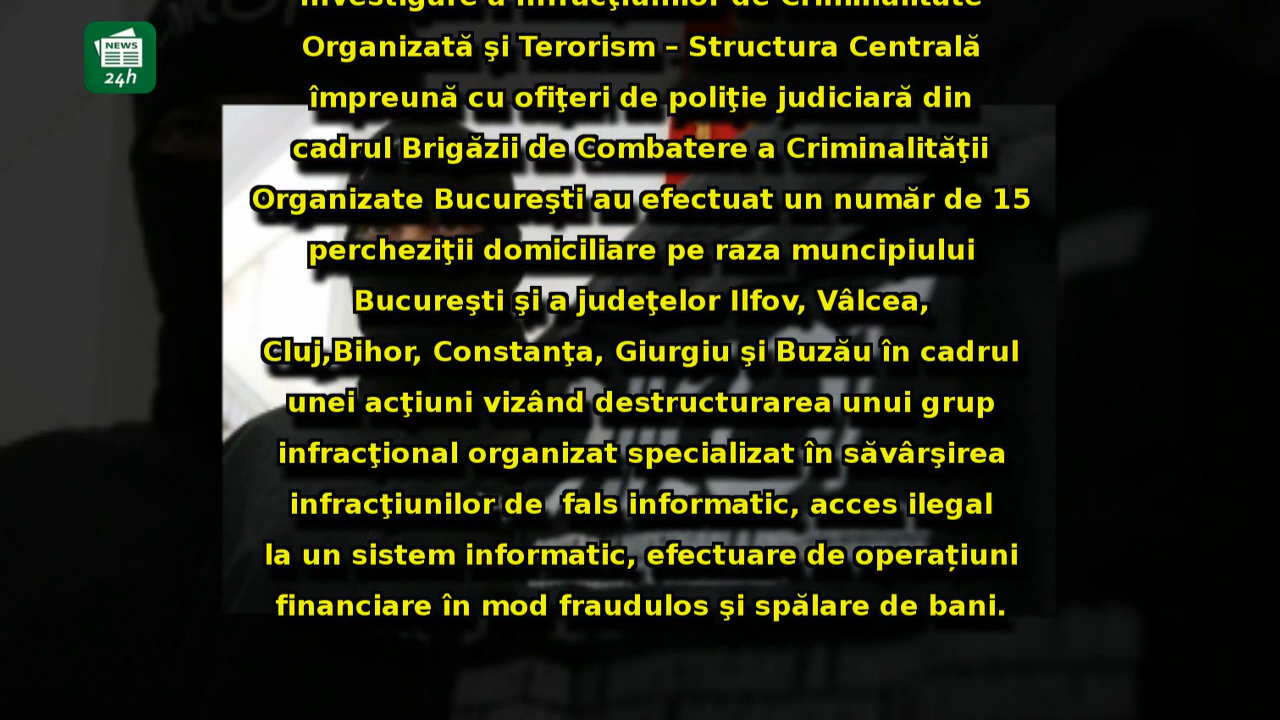 NEWS
24h
Investigare a Infracţiunilor de Criminalitate
Organizată şi Terorism – Structura Centrală
împreună cu ofiţeri de poliţie judiciară din
cadrul Brigăzii de Combatere a Criminalităţii
Organizate Bucureşti au efectuat un număr de 15
percheziţii domiciliare pe raza muncipiului
Bucureşti şi a judeţelor Ilfov, Vâlcea,
Cluj,Bihor, Constanţa, Giurgiu şi Buzău în cadrul
unei acţiuni vizând destructurarea unui grup
infracţional organizat specializat în săvârşirea
infracţiunilor de  fals informatic, acces ilegal
la un sistem informatic, efectuare de operațiuni
financiare în mod fraudulos şi spălare de bani.